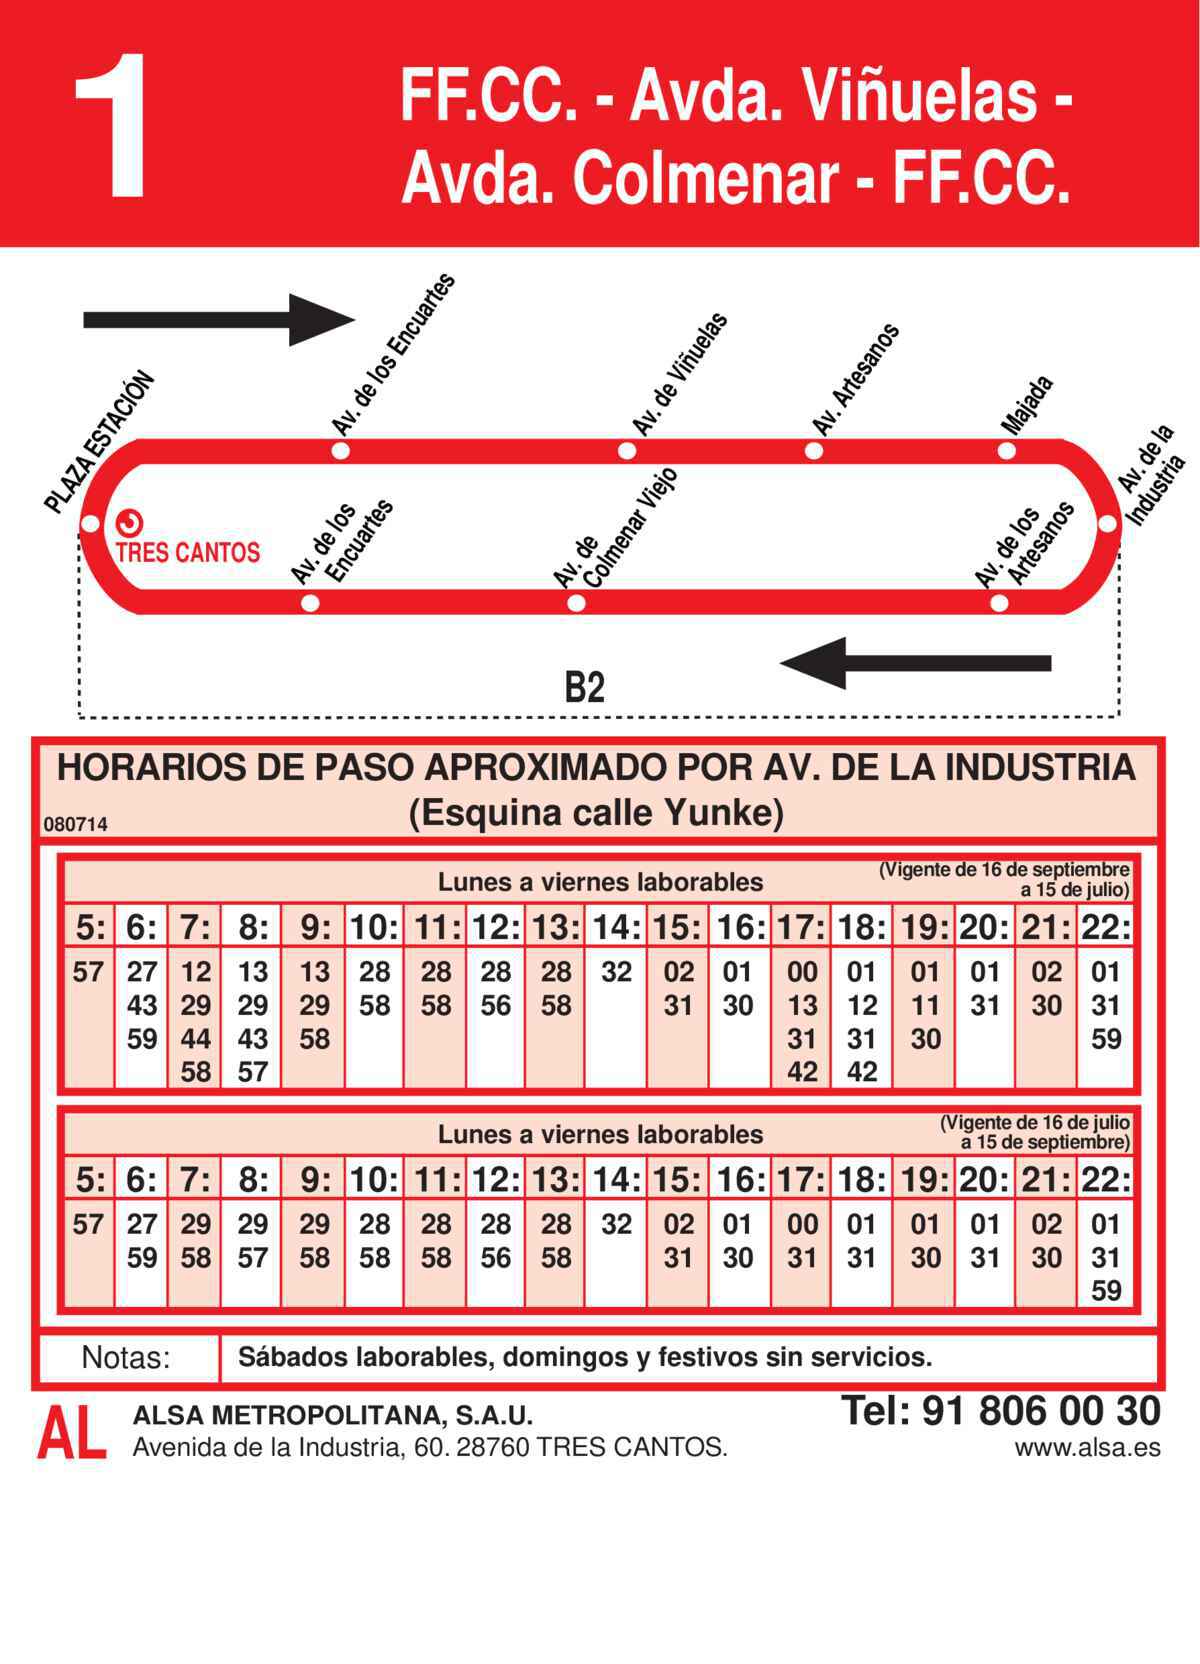 1
FF.CC. - Avda. Viñuelas -
Avda. Colmenar - FF.CC.
PLAZA ESTACIÓN
Av. de los Encuartes
Av. de Viñuelas
Av. Artesanos
Majada
Av. de la
Industria
TRES CANTOS
Av. de los
Encuartes
Av. de
Colmenar Viejo
Av. de los
Artesanos
B2
HORARIOS DE PASO APROXIMADO POR AV. DE LA INDUSTRIA
(Esquina calle Yunke)
080714
Lunes a viernes laborables
(Vigente de 16 de septiembre
a 15 de julio)
5: 6: 7: 8: 9: 10: 11: 12: 13: 14: 15: 16: 17: 18: 19: 20: 21: 22:
57 27 12 13 13 28 28 28 28 32 02 01 00 01 01 01 02 01
43 29 29 29 58 58 56 58 31 30 13 12 11 31 30 31
59 44 43 58 31 31 30 59
58 57 42 42
Lunes a viernes laborables
(Vigente de 16 de julio
a 15 de septiembre)
5: 6: 7: 8: 9: 10: 11: 12: 13: 14: 15: 16: 17: 18: 19: 20: 21: 22:
57 27 29 29 29 28 28 28 28 32 02 01 00 01 01 01 02 01
59 58 57 58 58 58 56 58 31 30 31 31 30 31 30 31
59
Notas:
Sábados laborables, domingos y festivos sin servicios.
AL
ALSA METROPOLITANA, S.A.U.
Avenida de la Industria, 60. 28760 TRES CANTOS.
Tel: 91 806 00 30
www.alsa.es